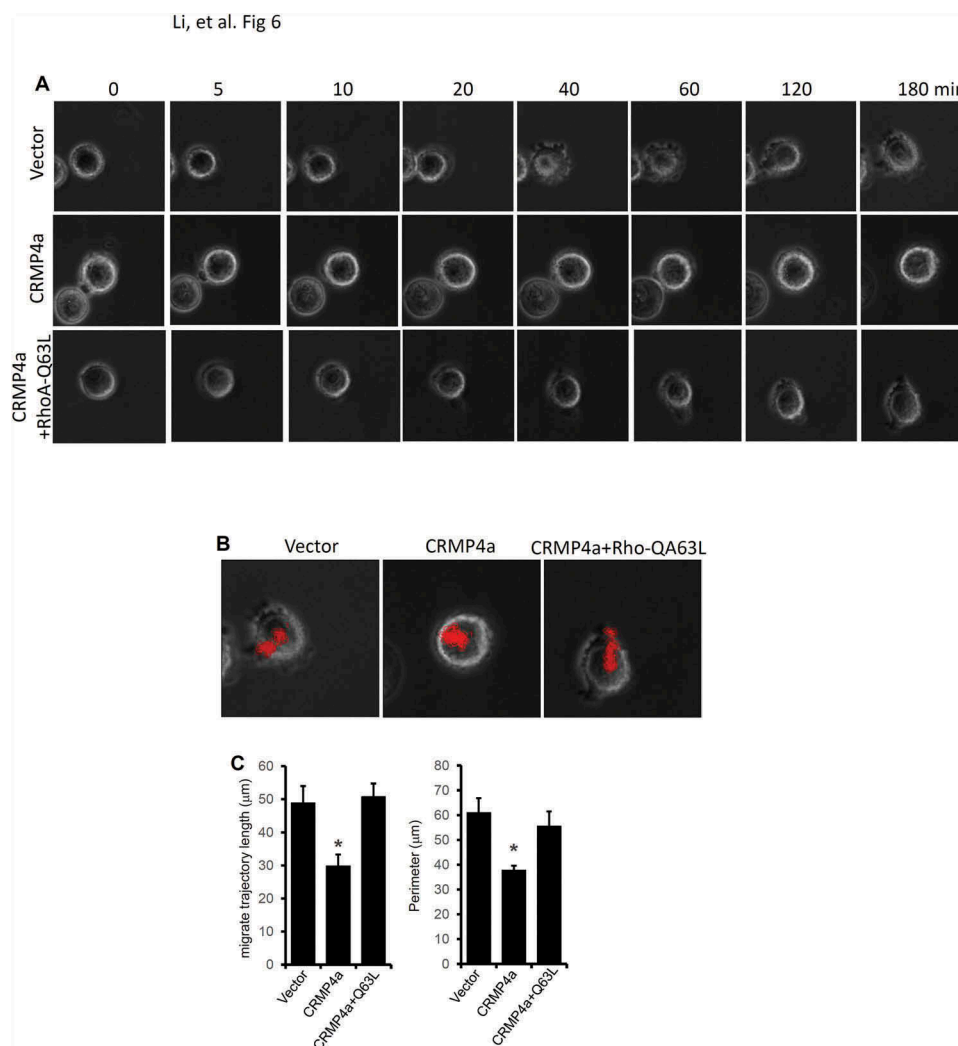 Li, et al. Fig 6
A
0 5 10 20 40 60 120 180 min
Vector
CRMP4a
CRMP4a
+RhoA-Q63L
B
Vector CRMP4a CRMP4a+Rho-QA63L
C
migrate trajectory length (μm)
60
50
40
30
20
10
0
*
Vector
CRMP4a
CRMP4a+Q63L
Perimeter (μm)
80
70
60
50
40
30
20
10
0
*
Vector
CRMP4a
CRMP4a+Q63L